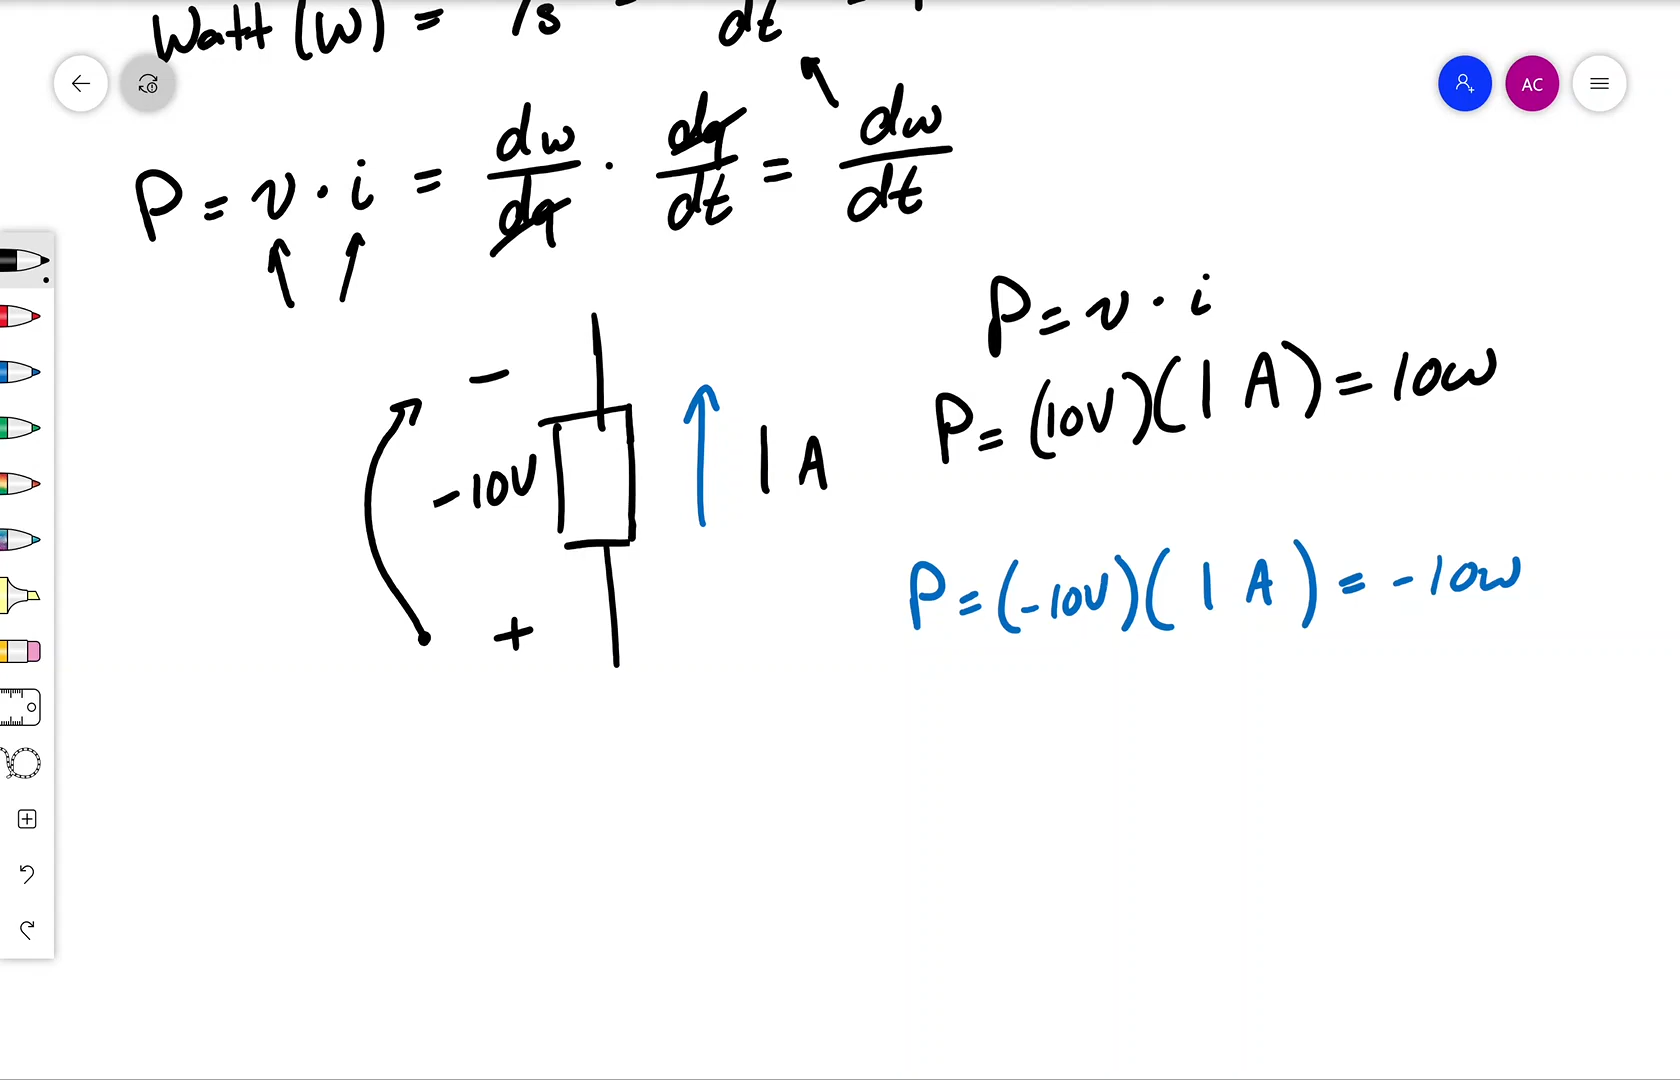 Watt (W) = /s = dt
P = v · i = dw/dq · dq/dt = dw/dt
P = v · i
P = (10V)(1 A) = 10w
-
-10V
1 A
+
P = (-10V)(1 A) = -10w
AC